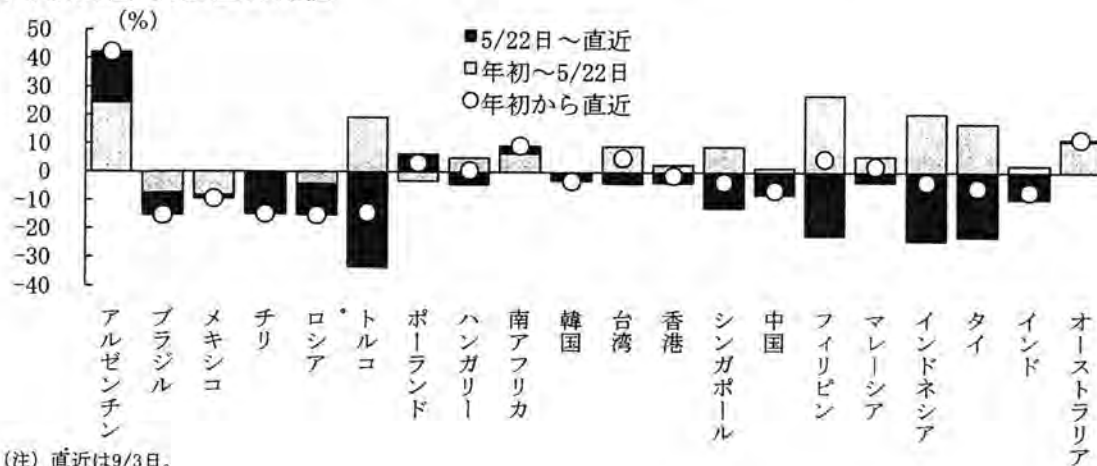 (%)
50
40
30
20
10
0
-10
-20
-30
-40
■5/22日～直近
□年初～5/22日
○年初から直近
アルゼンチン
ブラジル
メキシコ
チリ
ロシア
トルコ
ポーランド
ハンガリー
南アフリカ
韓国
台湾
香港
シンガポール
中国
フィリピン
マレーシア
インドネシア
タイ
インド
オーストラリア
(注) 直近は9/3日。